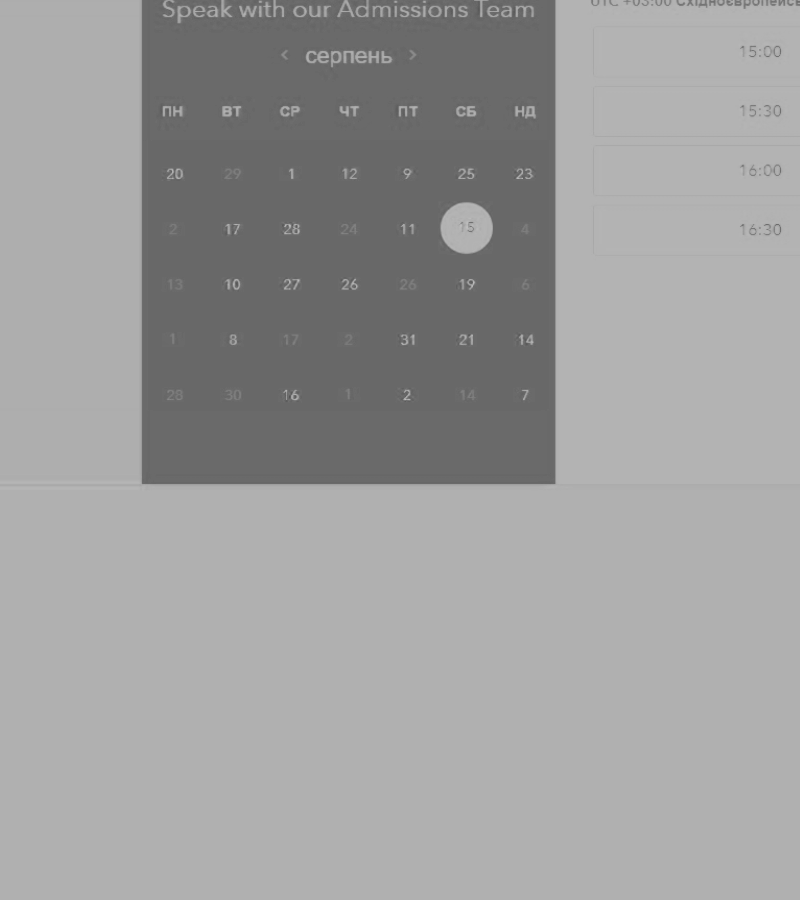 Speak with our Admissions Team
UTC +03:00 Східноєвропейсь
< серпень >
ПН ВТ СР ЧТ ПТ СБ НД
20 29 1 12 9 25 23
2 17 28 24 11 15 4
13 10 27 26 26 19 6
1 8 17 2 31 21 14
28 30 16 1 2 14 7
15:00
15:30
16:00
16:30